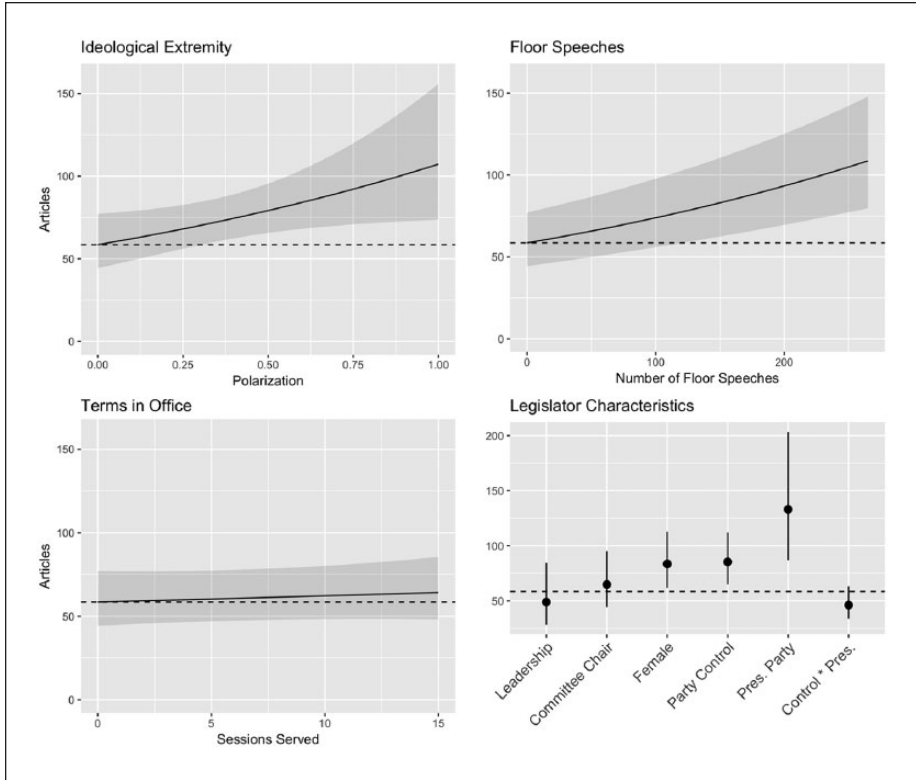 Ideological Extremity
150
100
50
0
Articles
0.00
0.25
0.50
0.75
1.00
Polarization
Floor Speeches
150
100
50
0
0
100
200
Number of Floor Speeches
Terms in Office
150
100
50
0
Articles
0
5
10
15
Sessions Served
Legislator Characteristics
200
150
100
50
Leadership
Committee Chair
Female
Party Control
Pres. Party
Control * Pres.